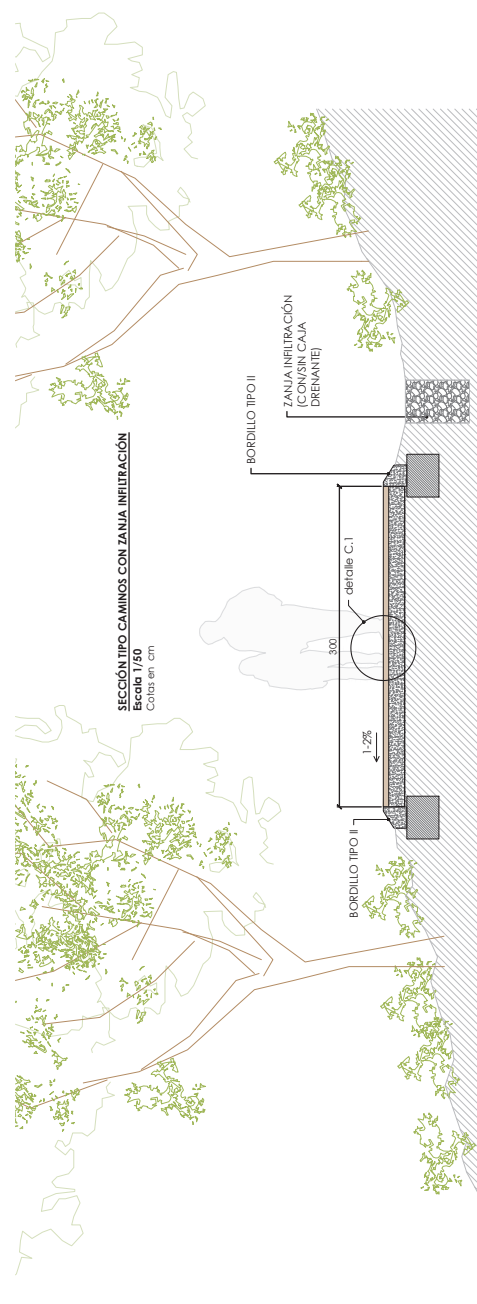 SECCIÓN TIPO CAMINOS CON ZANJA INFILTRACIÓN
Escala 1/50
Cotas en cm
BORDILLO TIPO II
1-2%
300
detalle C.1
BORDILLO TIPO II
ZANJA INFILTRACIÓN
(CON/SIN CAJA
DRENANTE)